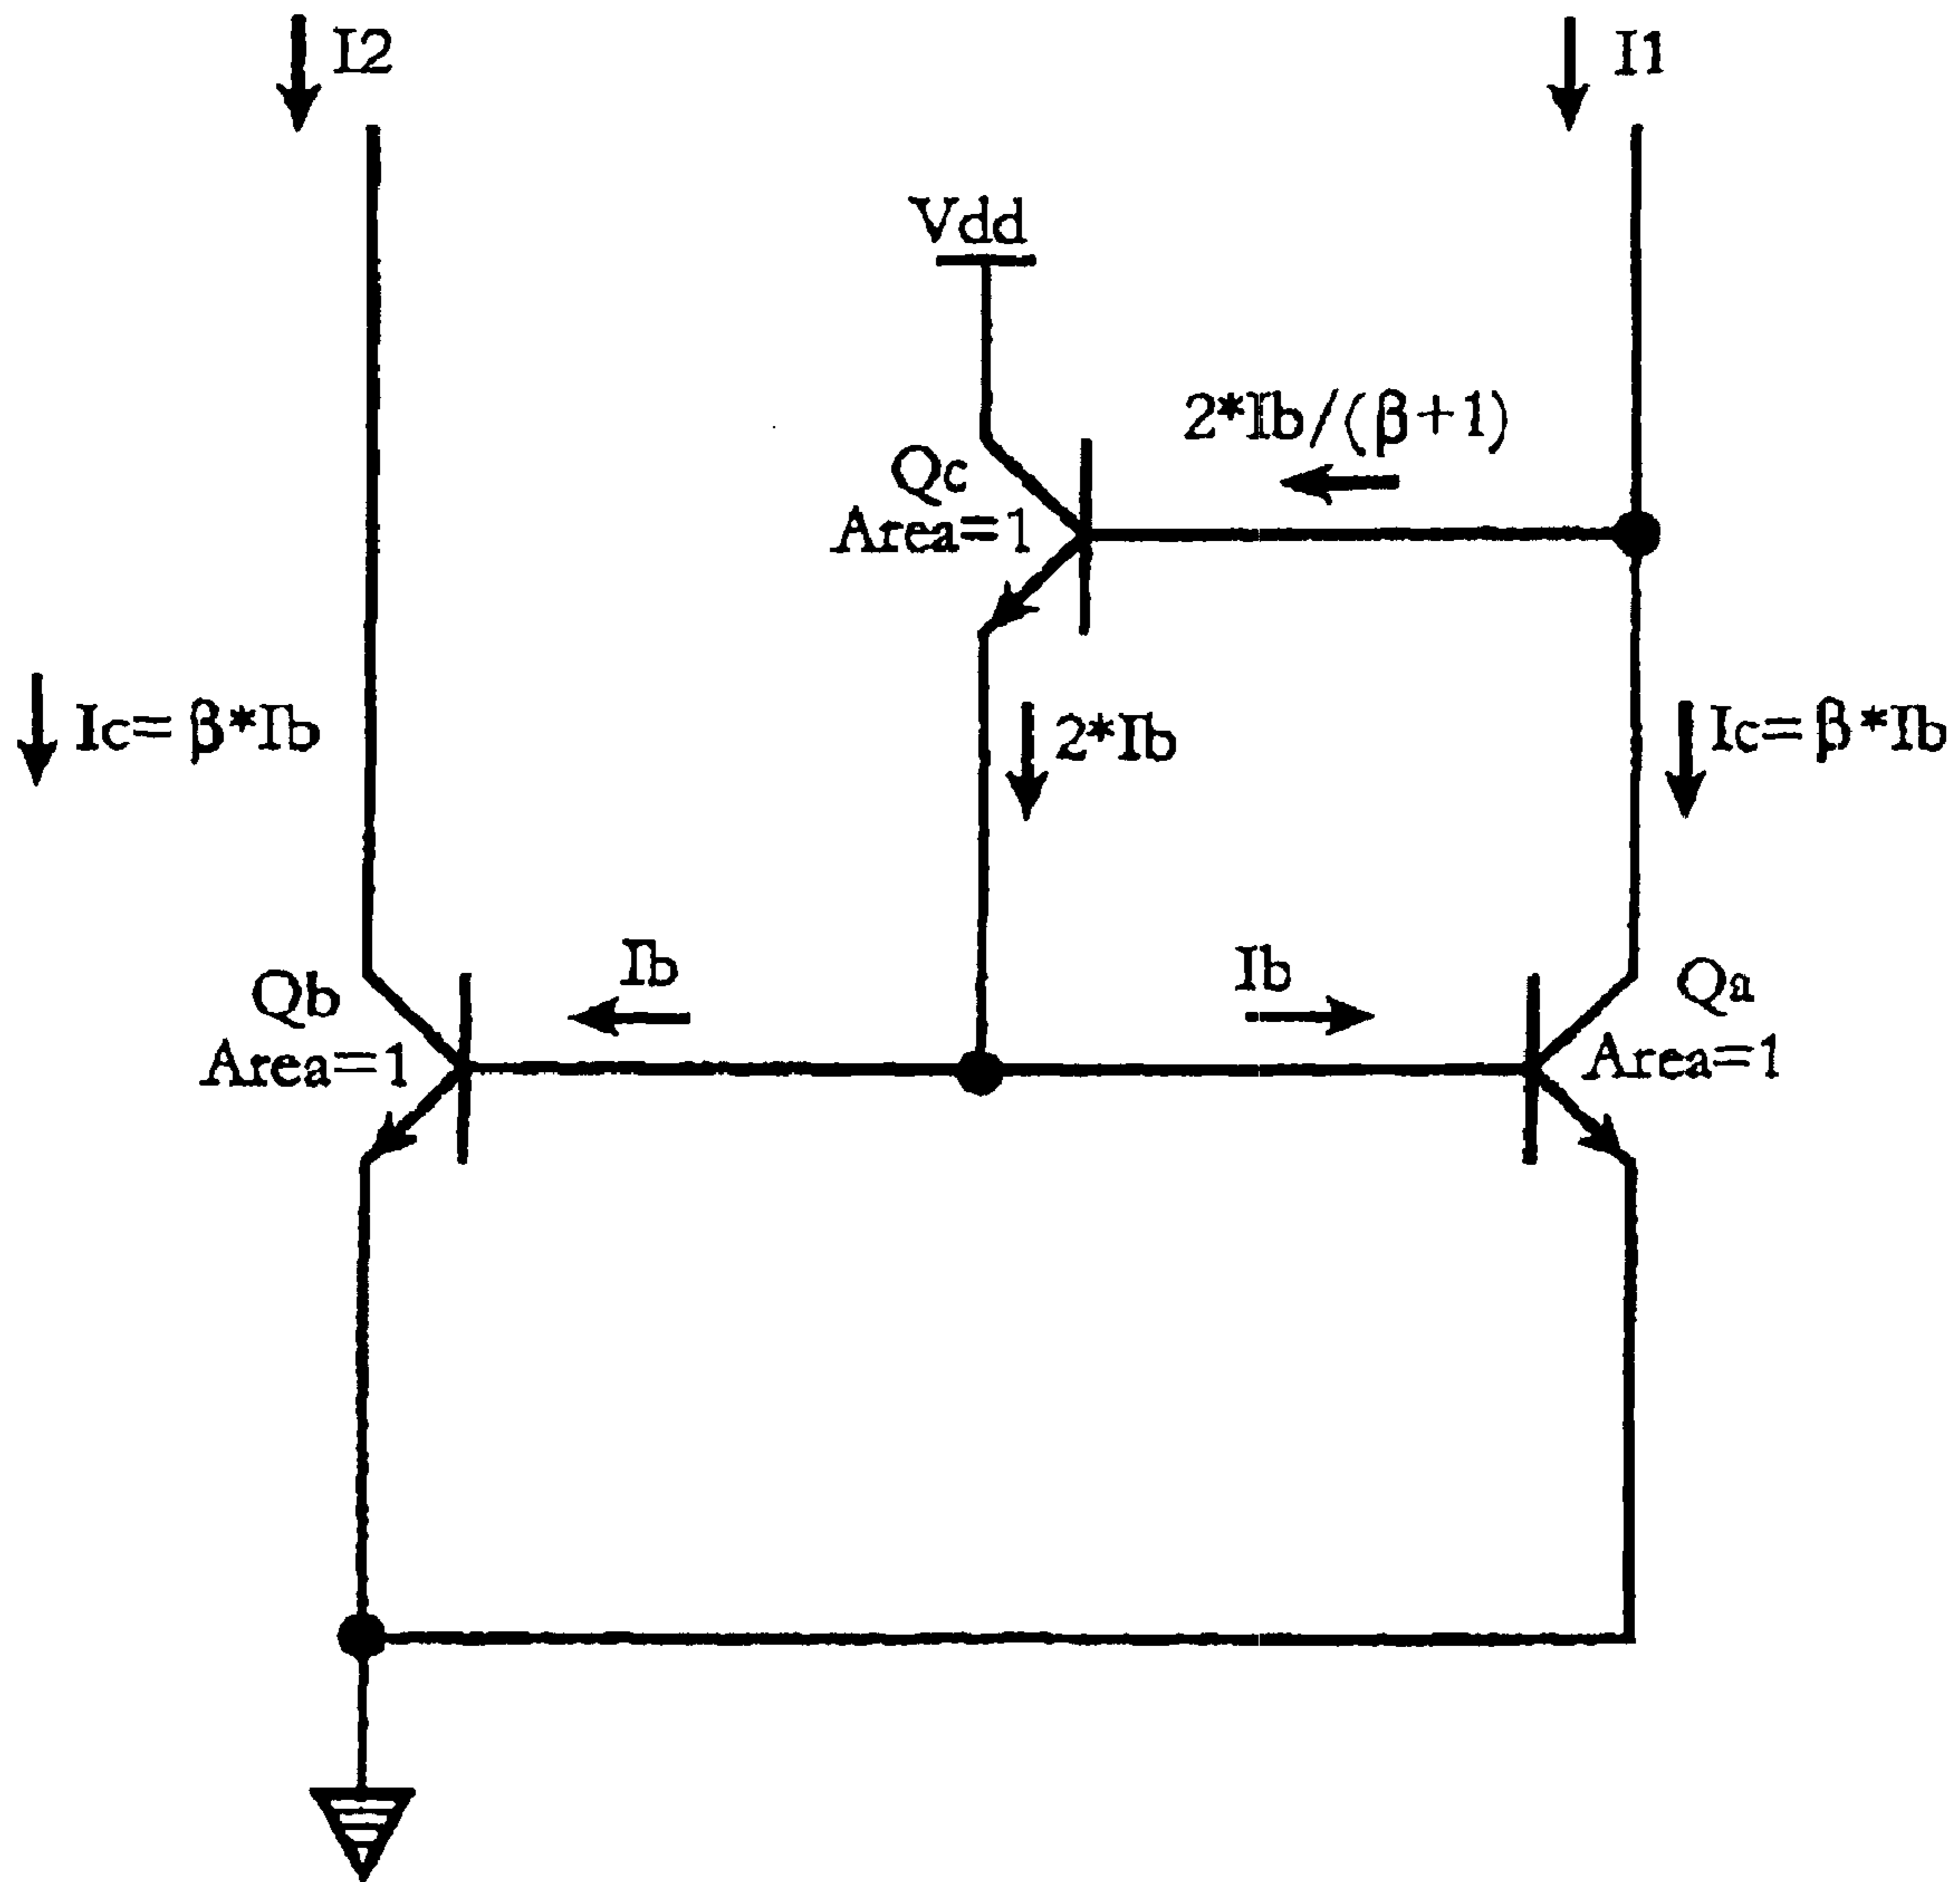 I2
I1
Vdd
2*Ib/(β+1)
Qc
Area=1
Ic=β*Ib
2*Ib
Ic=β*Ib
Ib
Ib
Qb
Area=1
Qa
Area=1